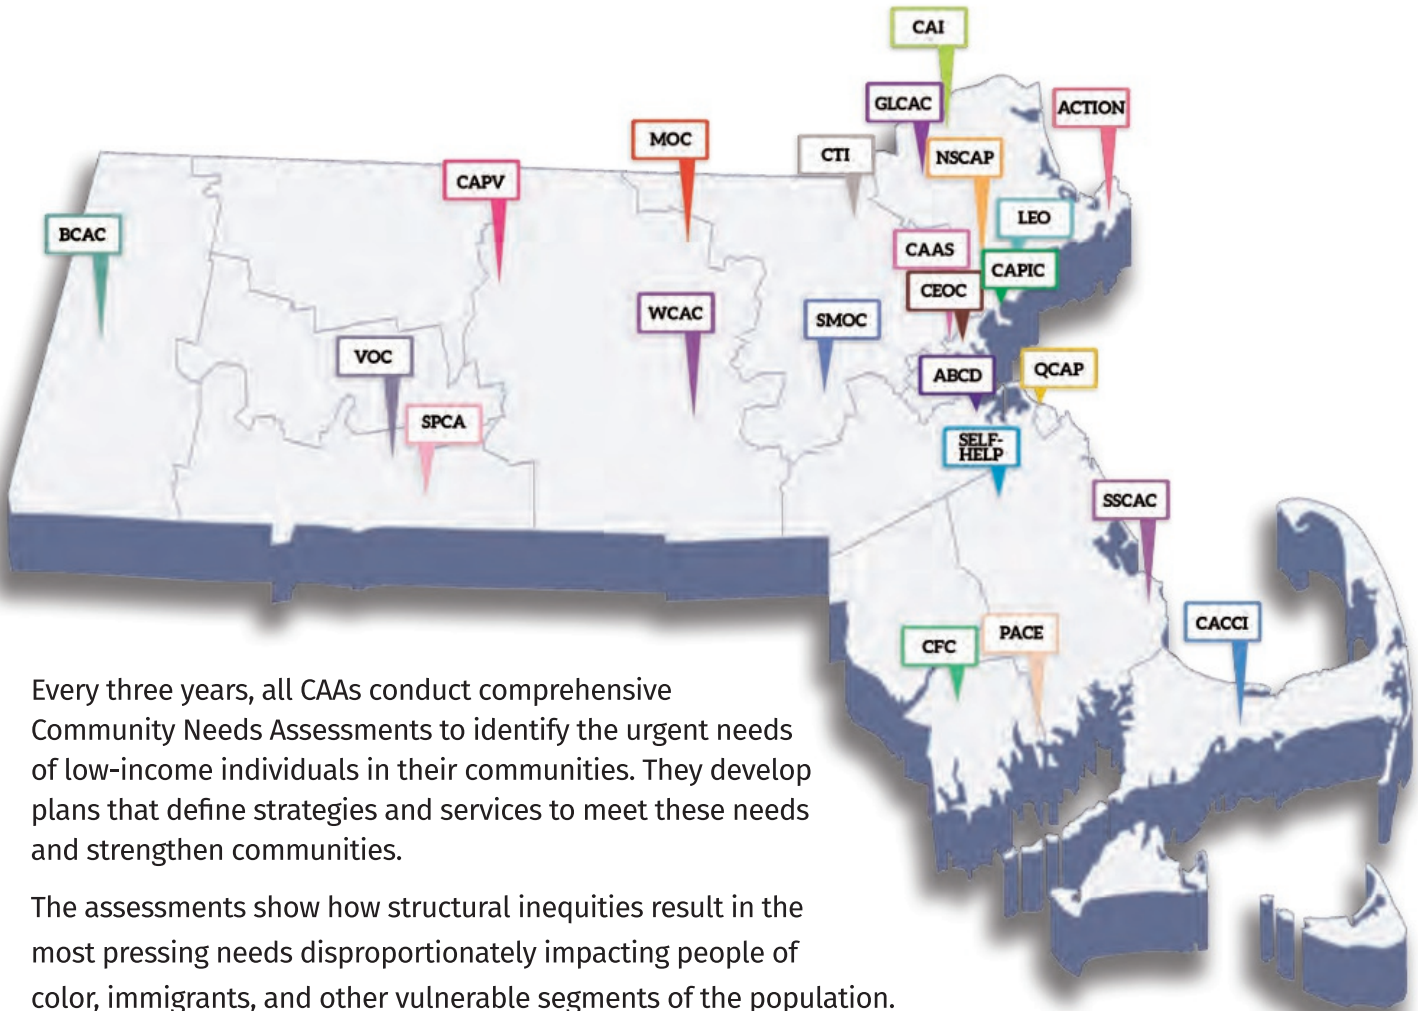 CAI
GLCAC
ACTION
MOC
CTI
NSCAP
CAPV
LEO
BCAC
CAAS
CAPIC
CEOC
WCAC
SMOC
VOC
ABCD
QCAP
SPCA
SELF-
HELP
SSCAC
CACCI
CFC
PACE
Every three years, all CAAs conduct comprehensive
Community Needs Assessments to identify the urgent needs
of low-income individuals in their communities. They develop
plans that define strategies and services to meet these needs
and strengthen communities.
The assessments show how structural inequities result in the
most pressing needs disproportionately impacting people of
color, immigrants, and other vulnerable segments of the population.